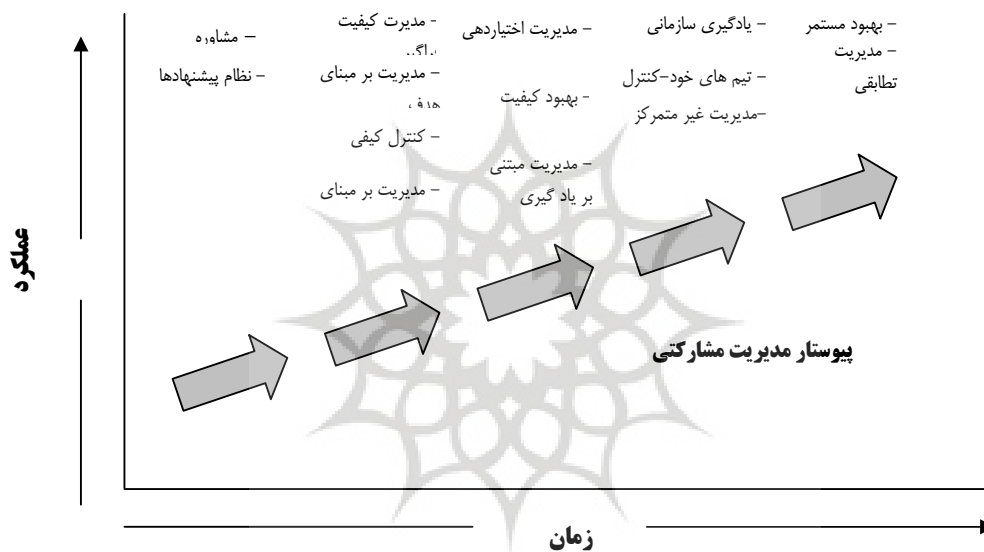 – بهبود مستمر
– مدیریت
تطابقی
– یادگیری سازمانی
– تیم های خود-کنترل
–مدیریت غیر متمرکز
– مدیریت اختیاردهی
- بهبود کیفیت
– مدیریت مبتنی
بر یاد گیری
- مدیرت کیفیت
– مدیریت بر مبنای
هدف
– کنترل کیفی
– مدیریت بر مبنای
– مشاوره
– نظام پیشنهادها
پیوستار مدیریت مشارکتی
عملکرد
زمان